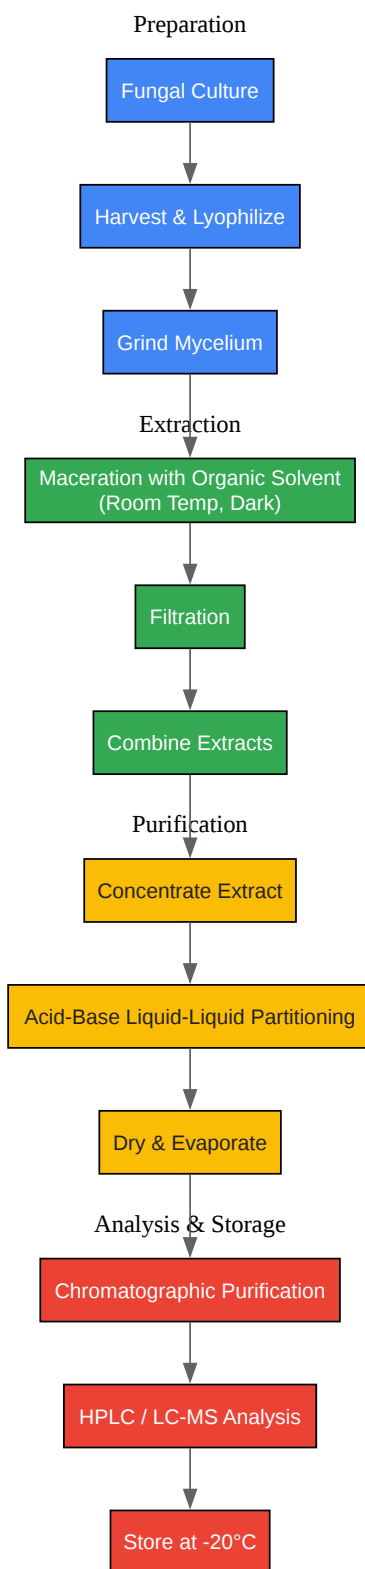 Preparation
Fungal Culture
Harvest & Lyophilize
Grind Mycelium
Extraction
Maceration with Organic Solvent
(Room Temp, Dark)
Filtration
Combine Extracts
Purification
Concentrate Extract
Acid-Base Liquid-Liquid Partitioning
Dry & Evaporate
Analysis & Storage
Chromatographic Purification
HPLC / LC-MS Analysis
Store at -20°C